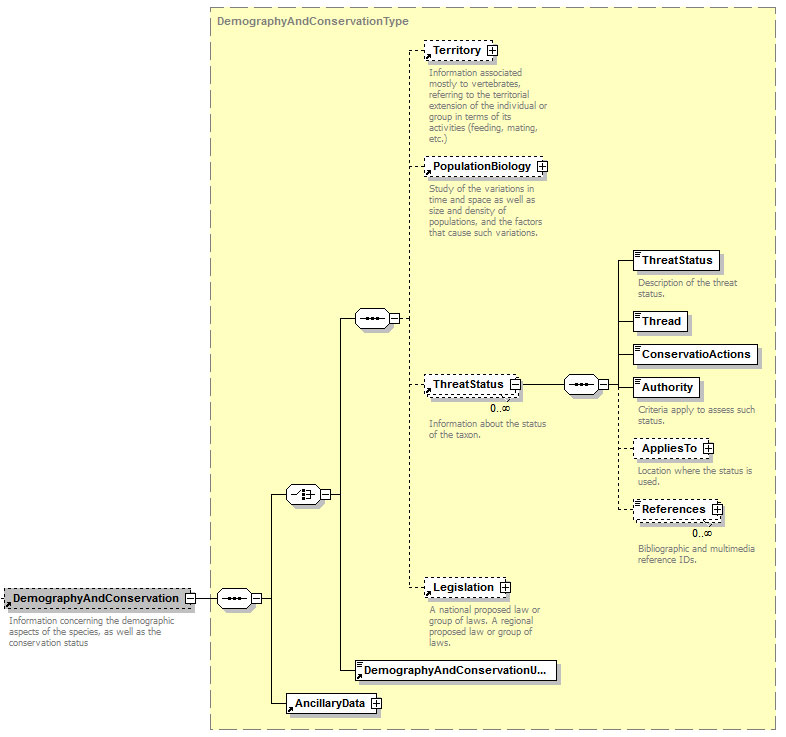 DemographyAndConservationType
Territory
Information associated
mostly to vertebrates,
referring to the territorial
extension of the individual or
group in terms of its
activities (feeding, mating,
etc.)
PopulationBiology
Study of the variations in
time and space as well as
size and density of
populations, and the factors
that cause such variations.
ThreatStatus
Description of the threat
status.
Thread
ConservatioActions
ThreatStatus
0..∞
Information about the status
of the taxon.
Authority
Criteria apply to assess such
status.
AppliesTo
Location where the status is
used.
References
0..∞
Bibliographic and multimedia
reference IDs.
Legislation
A national proposed law or
group of laws. A regional
proposed law or group of
laws.
DemographyAndConservation
Information concerning the demographic
aspects of the species, as well as the
conservation status
DemographyAndConservationU...
AncillaryData